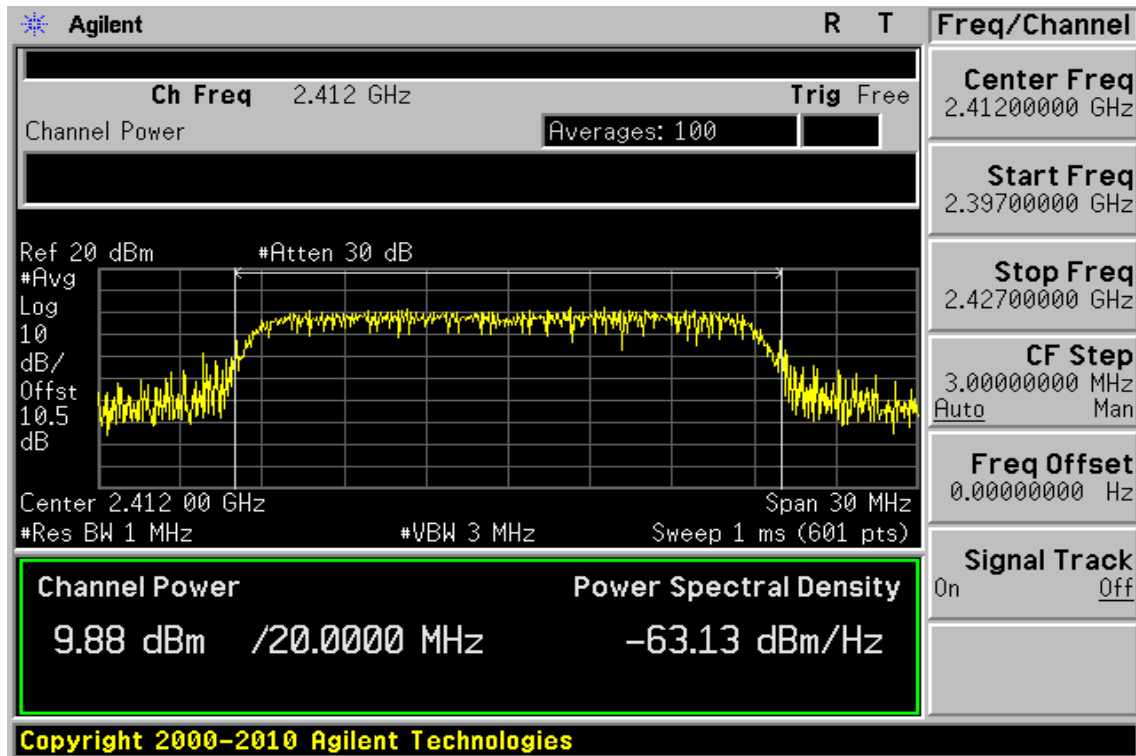 Agilent R T
Ch Freq 2.412 GHz Trig Free
Channel Power Averages: 100
Ref 20 dBm #Atten 30 dB
#Avg
Log
10
dB/
Offst
10.5
dB
Center 2.412 00 GHz Span 30 MHz
#Res BW 1 MHz #VBW 3 MHz Sweep 1 ms (601 pts)
Channel Power Power Spectral Density
9.88 dBm /20.0000 MHz -63.13 dBm/Hz
Copyright 2000-2010 Agilent Technologies
Freq/Channel
Center Freq
2.41200000 GHz
Start Freq
2.39700000 GHz
Stop Freq
2.42700000 GHz
CF Step
3.00000000 MHz
Auto Man
Freq Offset
0.00000000 Hz
Signal Track
On Off